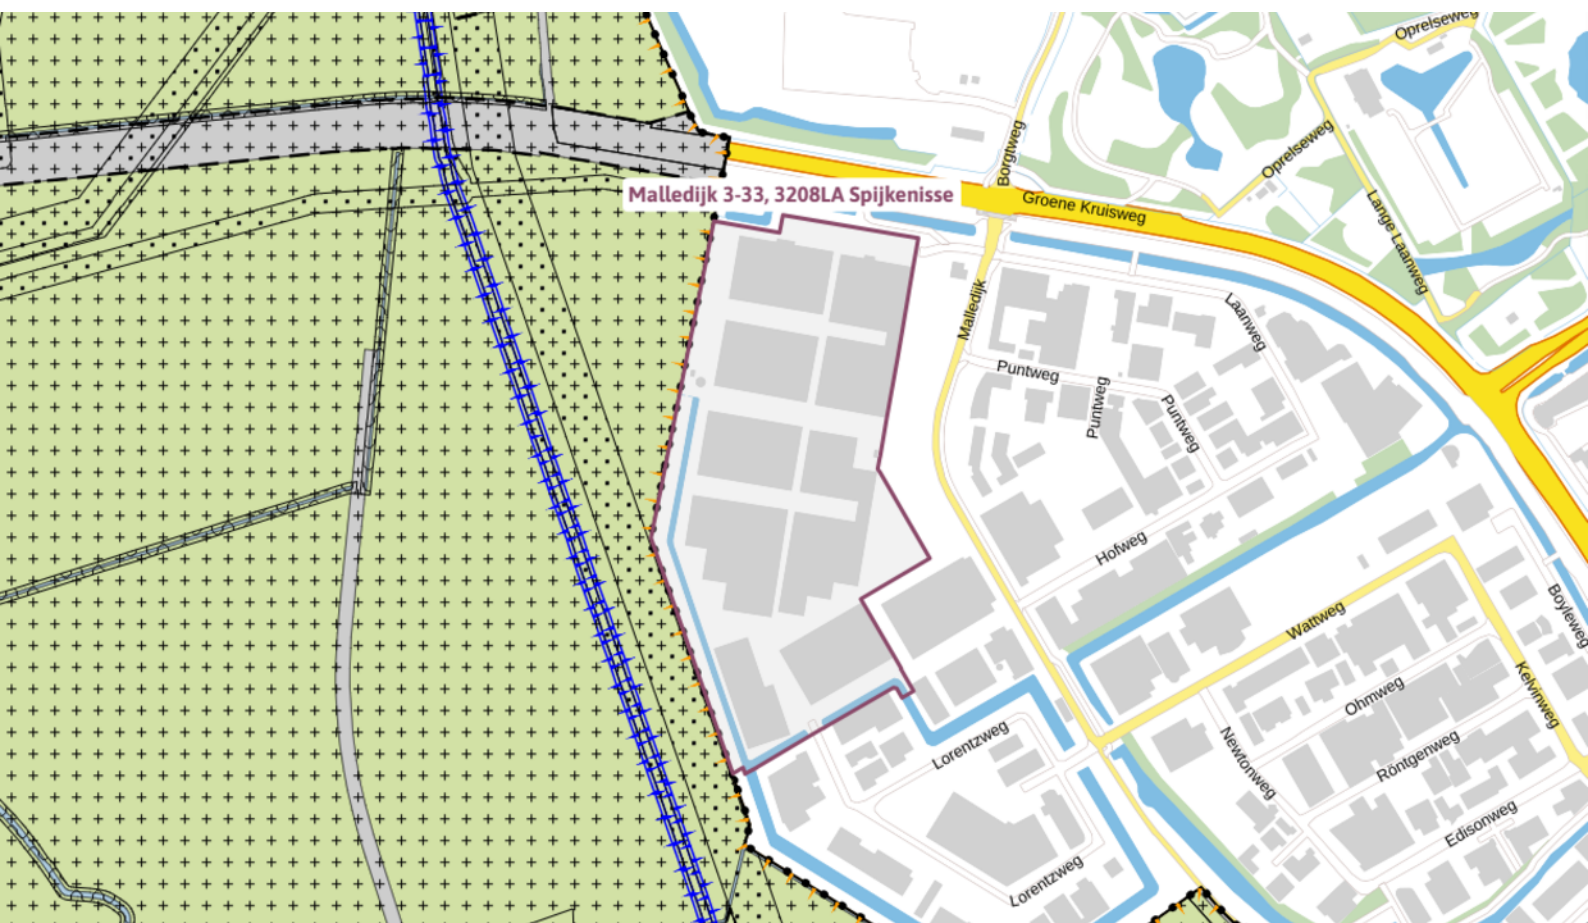 Oprelseweg
Borgtweg
Oprelseweg
Malledijk 3-33, 3208LA Spijkenisse
Groene Kruisweg
Lange Laanweg
Malledijk
Laanweg
Puntweg
Puntweg
Puntweg
Hofweg
Boyleweg
Wattweg
Kelvinweg
Ohmweg
Lorentzweg
Newtonweg
Röntgenweg
Edisonweg
Lorentzweg